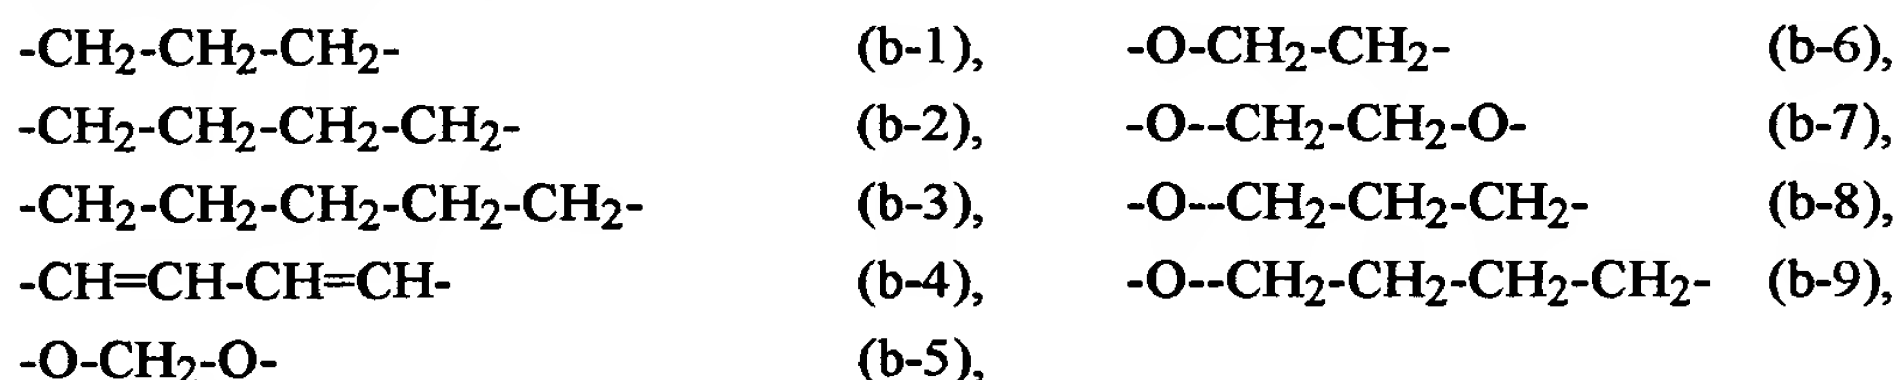 -CH₂-CH₂-CH₂- (b-1), -O-CH₂-CH₂- (b-6),
-CH₂-CH₂-CH₂-CH₂- (b-2), -O--CH₂-CH₂-O- (b-7),
-CH₂-CH₂-CH₂-CH₂-CH₂- (b-3), -O--CH₂-CH₂-CH₂- (b-8),
-CH=CH-CH=CH- (b-4), -O--CH₂-CH₂-CH₂-CH₂- (b-9),
-O-CH₂-O- (b-5),